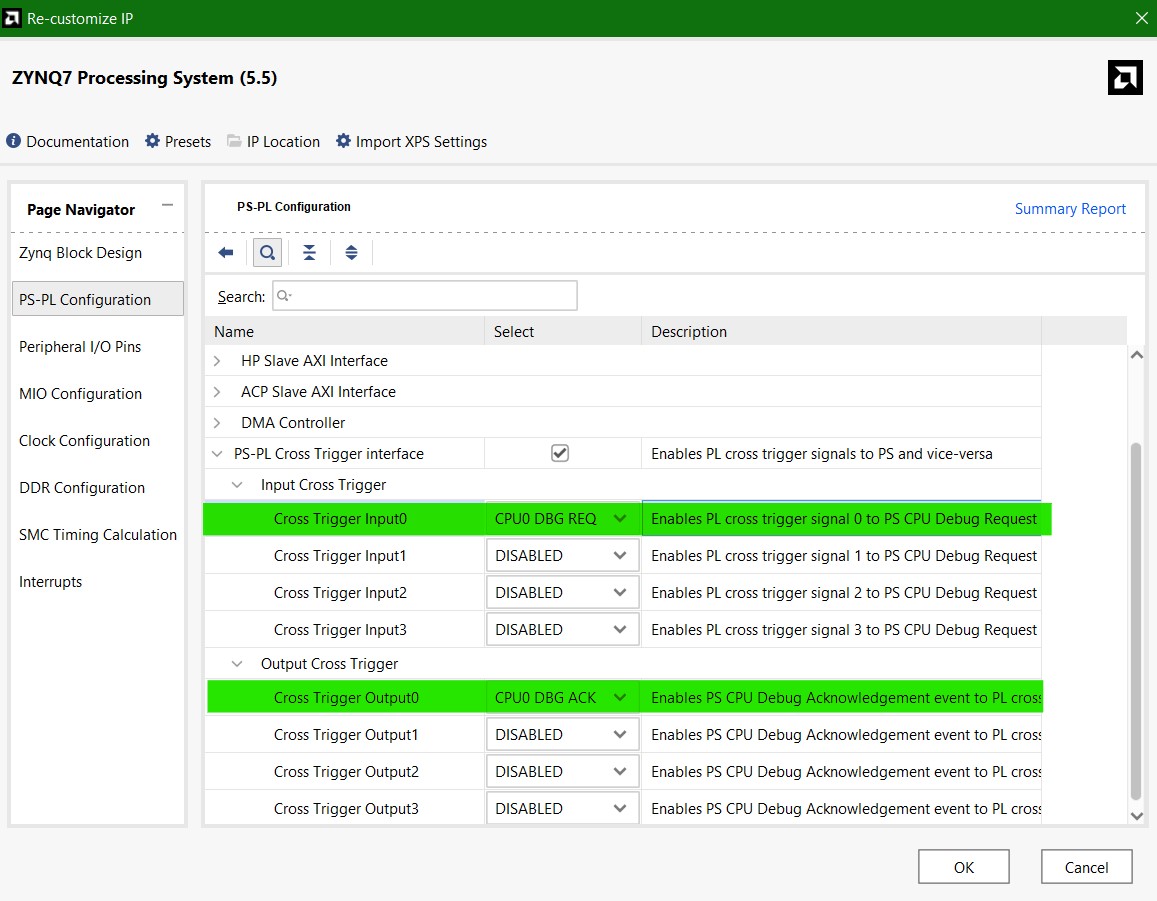 Re-customize IP
ZYNQ7 Processing System (5.5)
Documentation Presets IP Location Import XPS Settings
Page Navigator
Zynq Block Design
PS-PL Configuration
Peripheral I/O Pins
MIO Configuration
Clock Configuration
DDR Configuration
SMC Timing Calculation
Interrupts
PS-PL Configuration Summary Report
Search:
Name Select Description
HP Slave AXI Interface
ACP Slave AXI Interface
DMA Controller
PS-PL Cross Trigger interface Enables PL cross trigger signals to PS and vice-versa
Input Cross Trigger
Cross Trigger Input0 CPU0 DBG REQ Enables PL cross trigger signal 0 to PS CPU Debug Request
Cross Trigger Input1 DISABLED Enables PL cross trigger signal 1 to PS CPU Debug Request
Cross Trigger Input2 DISABLED Enables PL cross trigger signal 2 to PS CPU Debug Request
Cross Trigger Input3 DISABLED Enables PL cross trigger signal 3 to PS CPU Debug Request
Output Cross Trigger
Cross Trigger Output0 CPU0 DBG ACK Enables PS CPU Debug Acknowledgement event to PL cross
Cross Trigger Output1 DISABLED Enables PS CPU Debug Acknowledgement event to PL cross
Cross Trigger Output2 DISABLED Enables PS CPU Debug Acknowledgement event to PL cross
Cross Trigger Output3 DISABLED Enables PS CPU Debug Acknowledgement event to PL cross
OK Cancel